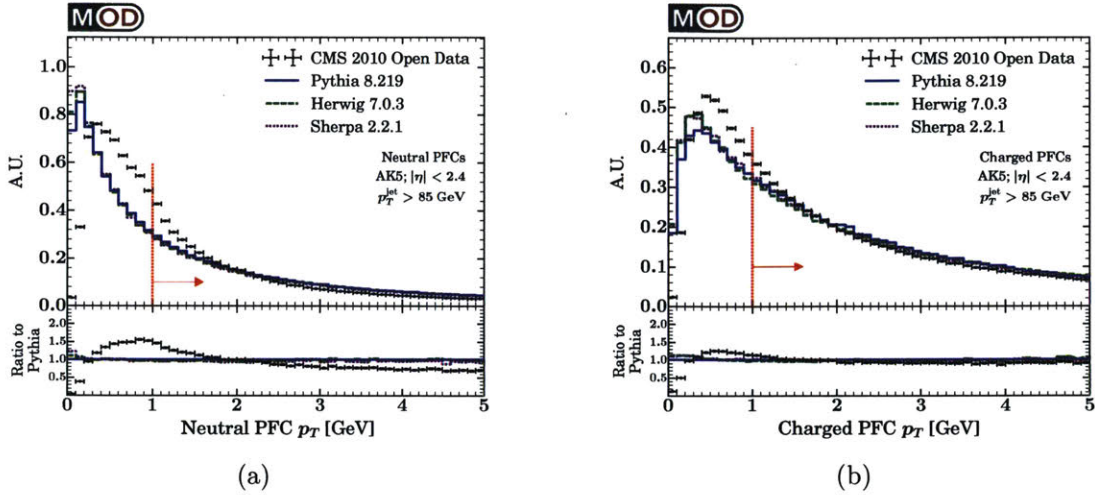 MOD
CMS 2010 Open Data
Pythia 8.219
Herwig 7.0.3
Sherpa 2.2.1
Neutral PFCs
AK5; |η| < 2.4
p_T^jet > 85 GeV
A.U.
1.0
0.8
0.6
0.4
0.2
0.0
Ratio to
Pythia
2.0
1.5
1.0
0.5
0 1 2 3 4 5
Neutral PFC p_T [GeV]
(a)
MOD
CMS 2010 Open Data
Pythia 8.219
Herwig 7.0.3
Sherpa 2.2.1
Charged PFCs
AK5; |η| < 2.4
p_T^jet > 85 GeV
A.U.
0.6
0.5
0.4
0.3
0.2
0.1
0.0
Ratio to
Pythia
2.0
1.5
1.0
0.5
0 1 2 3 4 5
Charged PFC p_T [GeV]
(b)